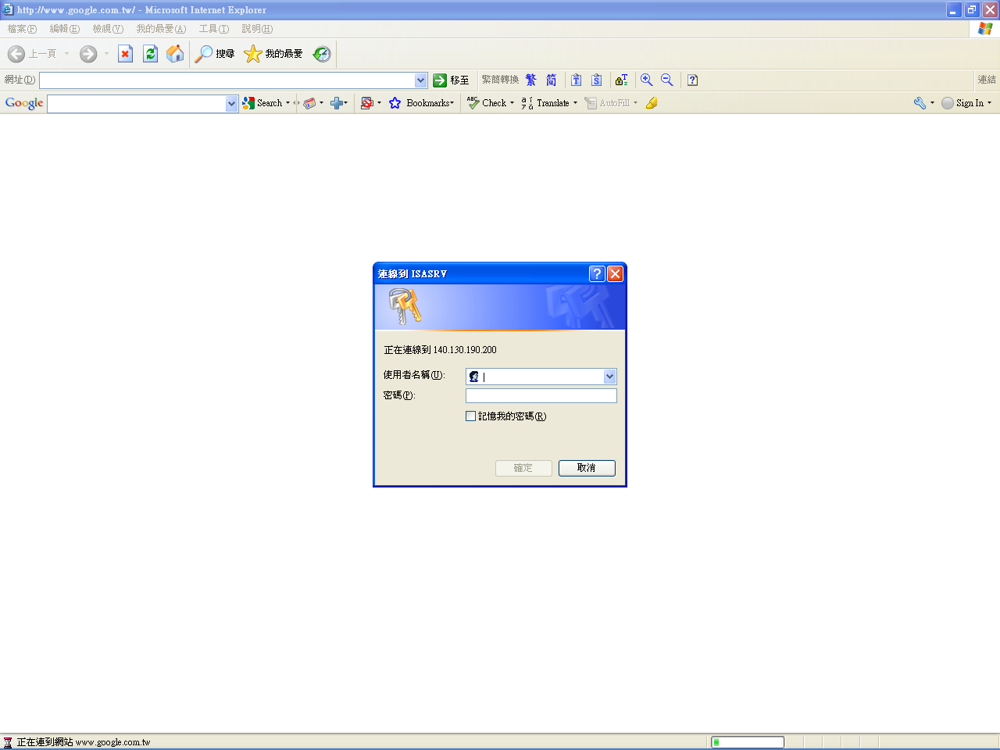 http://www.google.com.tw/ - Microsoft Internet Explorer
檔案(F) 編輯(E) 檢視(V) 我的最愛(A) 工具(T) 說明(H)
上一頁 搜尋 我的最愛
網址(D) 移至 繁簡轉換 繁 简 T S 連結
Google Search Bookmarks Check Translate AutoFill Sign In
連線到 ISASRV
正在連線到 140.130.190.200
使用者名稱(U):
密碼(P):
記憶我的密碼(R)
確定 取消
正在連到網站 www.google.com.tw